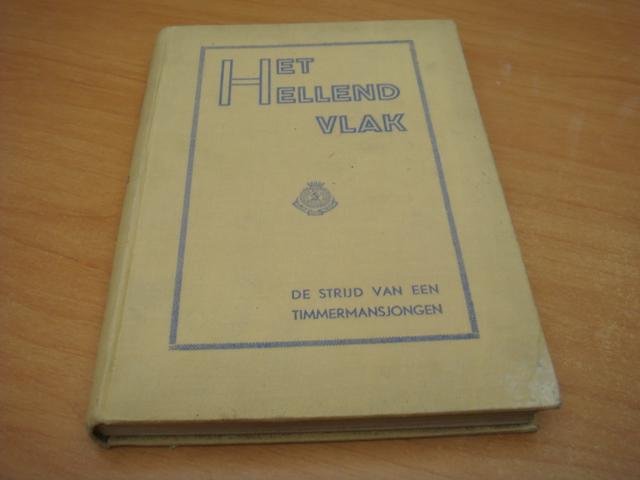 HET
HELLEND
VLAK
DE STRIJD VAN EEN
TIMMERMANSJONGEN